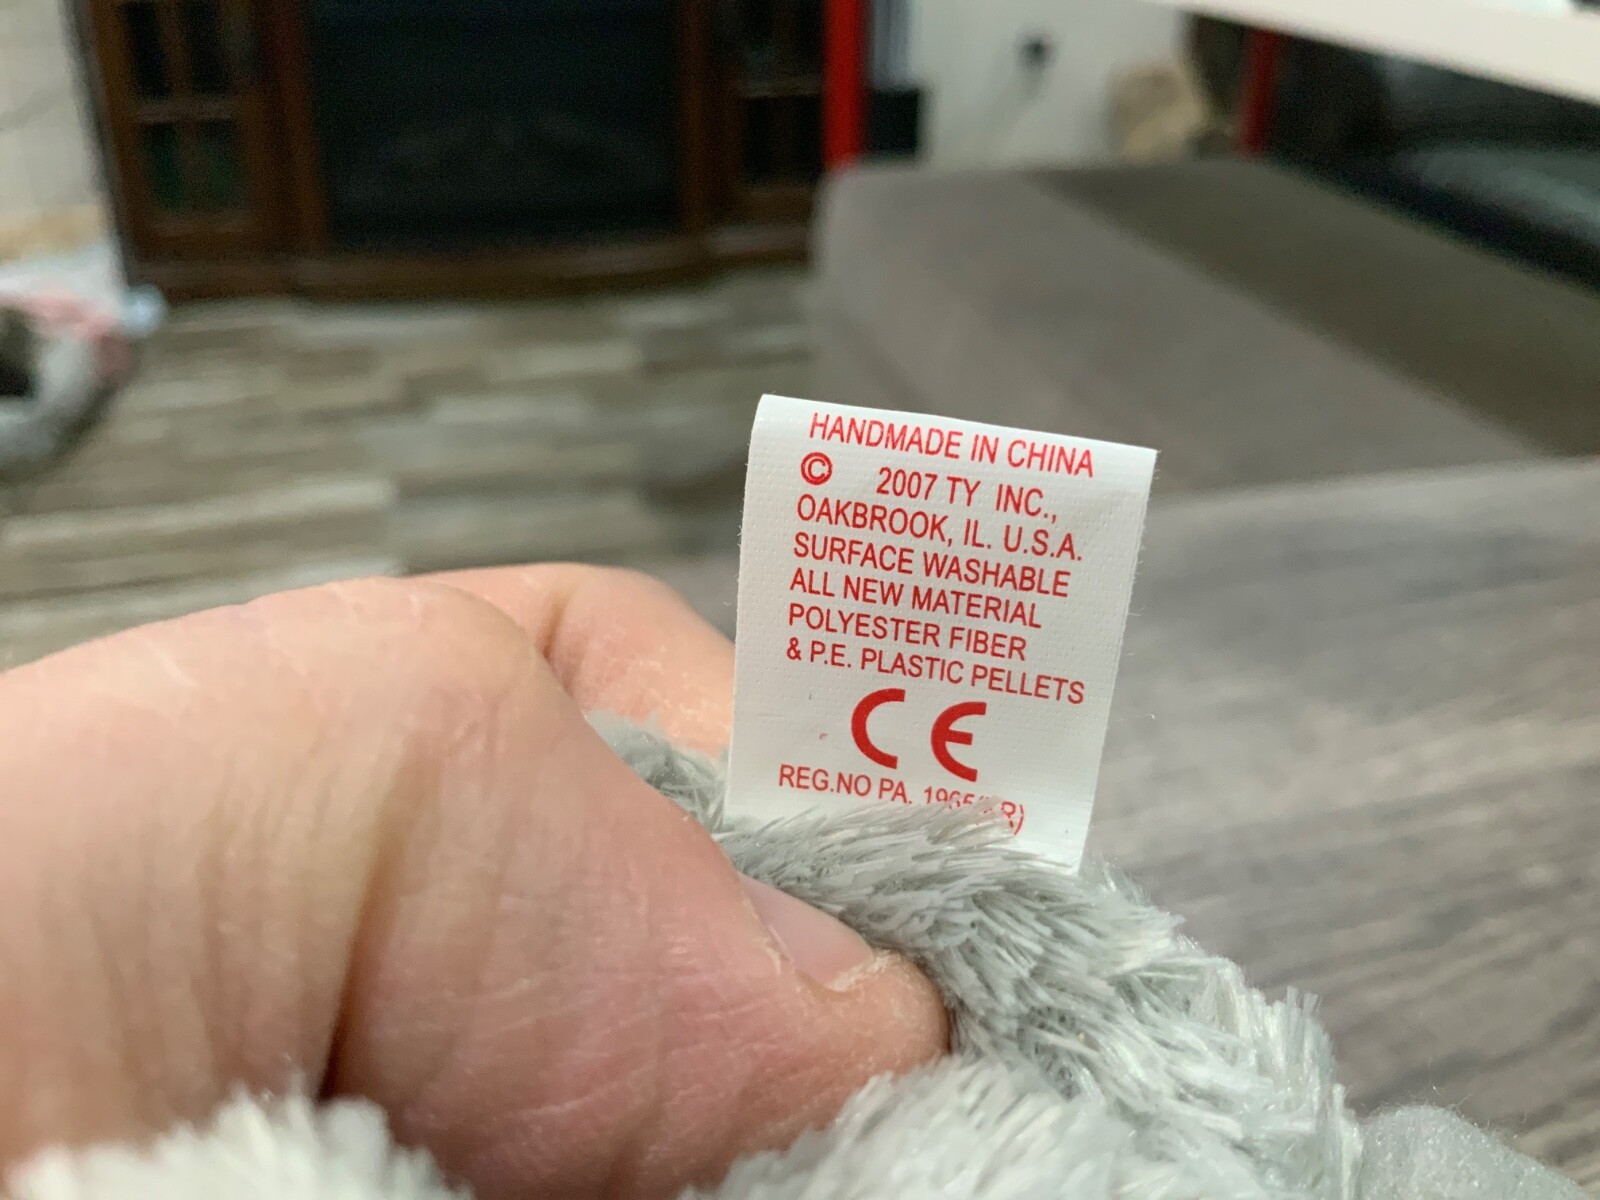 HANDMADE IN CHINA
© 2007 TY INC.,
OAKBROOK, IL. U.S.A.
SURFACE WASHABLE
ALL NEW MATERIAL
POLYESTER FIBER
& P.E. PLASTIC PELLETS
CE
REG.NO PA.